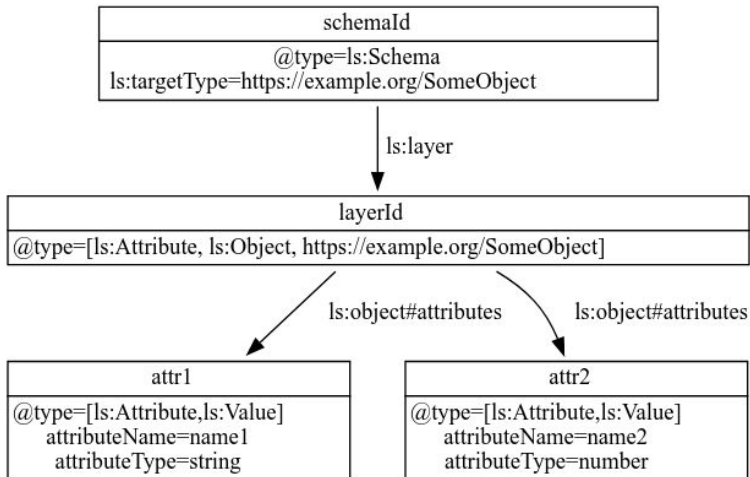 schemaId
@type=ls:Schema
ls:targetType=https://example.org/SomeObject
ls:layer
layerId
@type=[ls:Attribute, ls:Object, https://example.org/SomeObject]
ls:object#attributes
ls:object#attributes
attr1
@type=[ls:Attribute,ls:Value]
attributeName=name1
attributeType=string
attr2
@type=[ls:Attribute,ls:Value]
attributeName=name2
attributeType=number